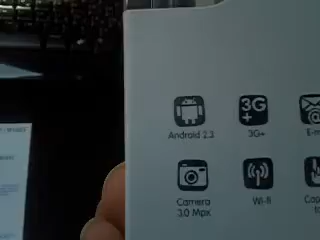 3G
+
@
Android 2.3
3G+
E-m
Camera
3.0 Mpx
Wi-fi